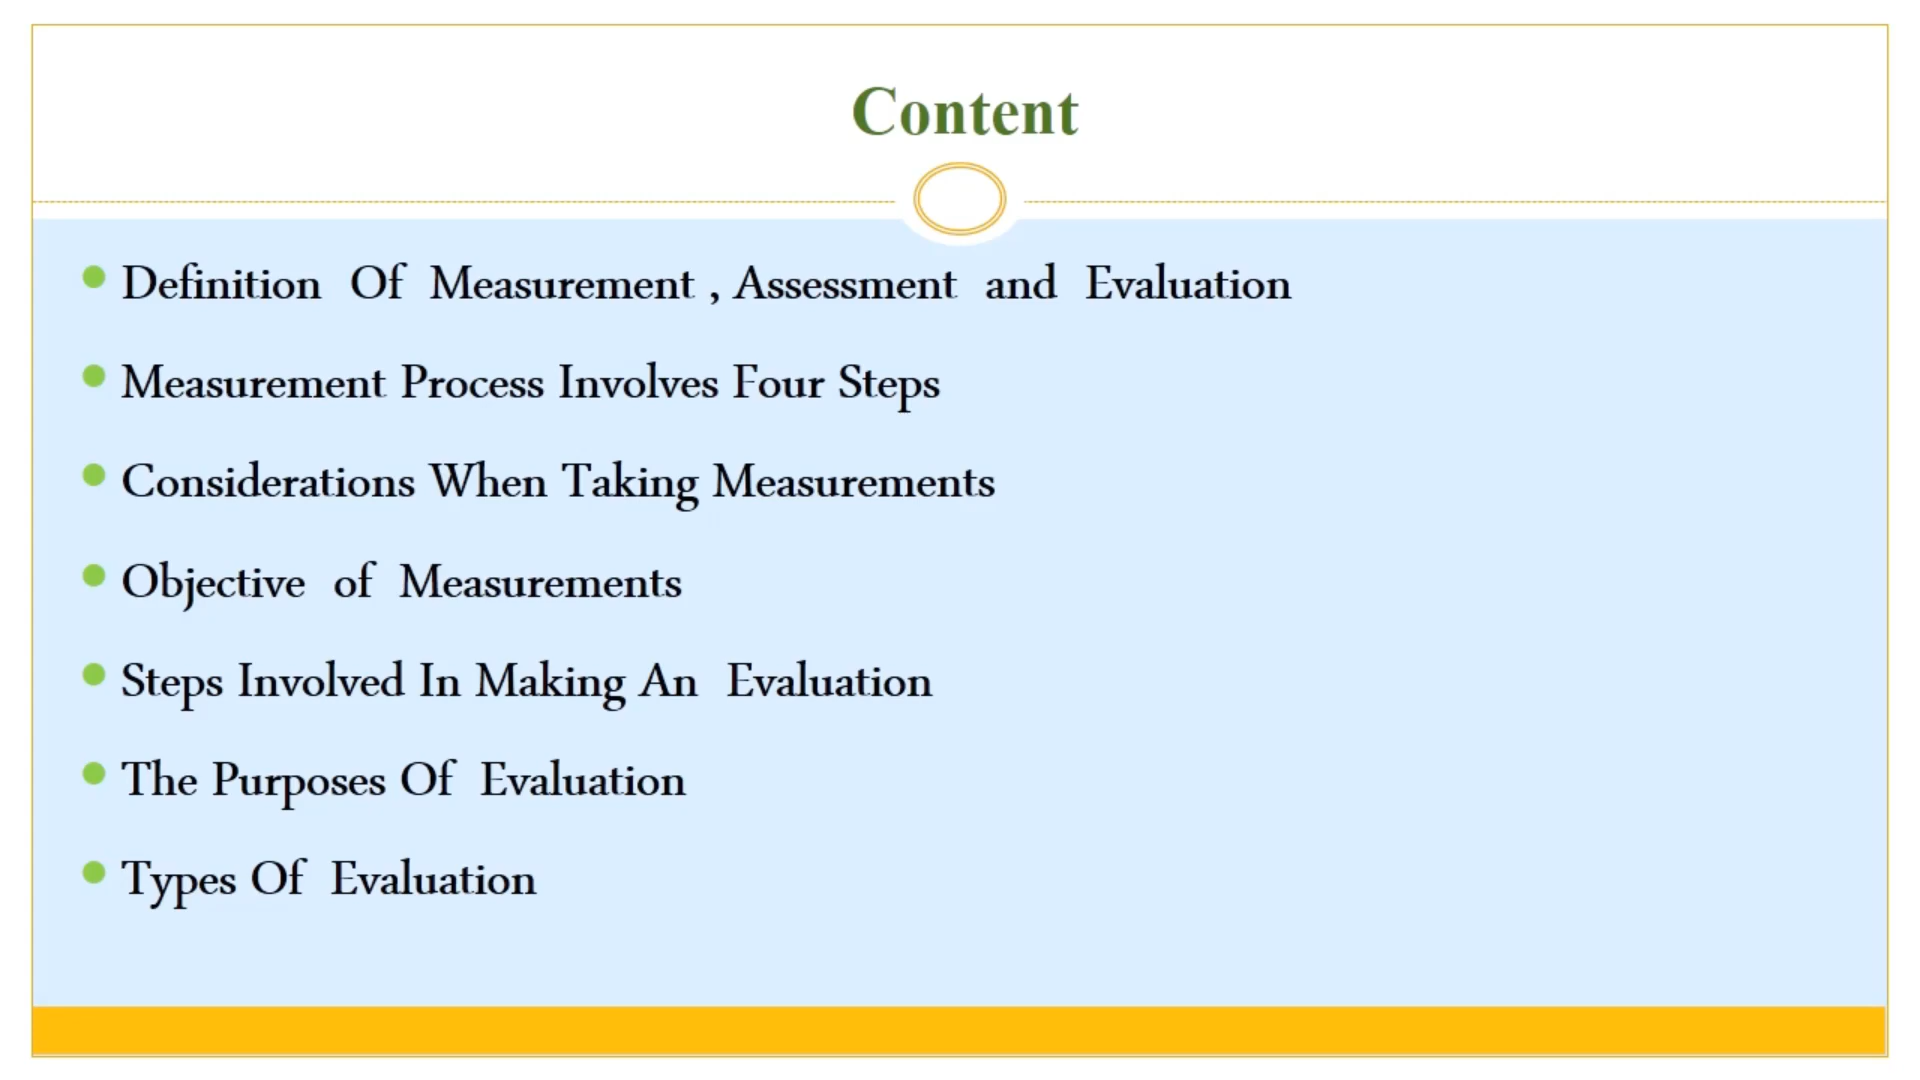 Content
Definition Of Measurement , Assessment and Evaluation
Measurement Process Involves Four Steps
Considerations When Taking Measurements
Objective of Measurements
Steps Involved In Making An Evaluation
The Purposes Of Evaluation
Types Of Evaluation